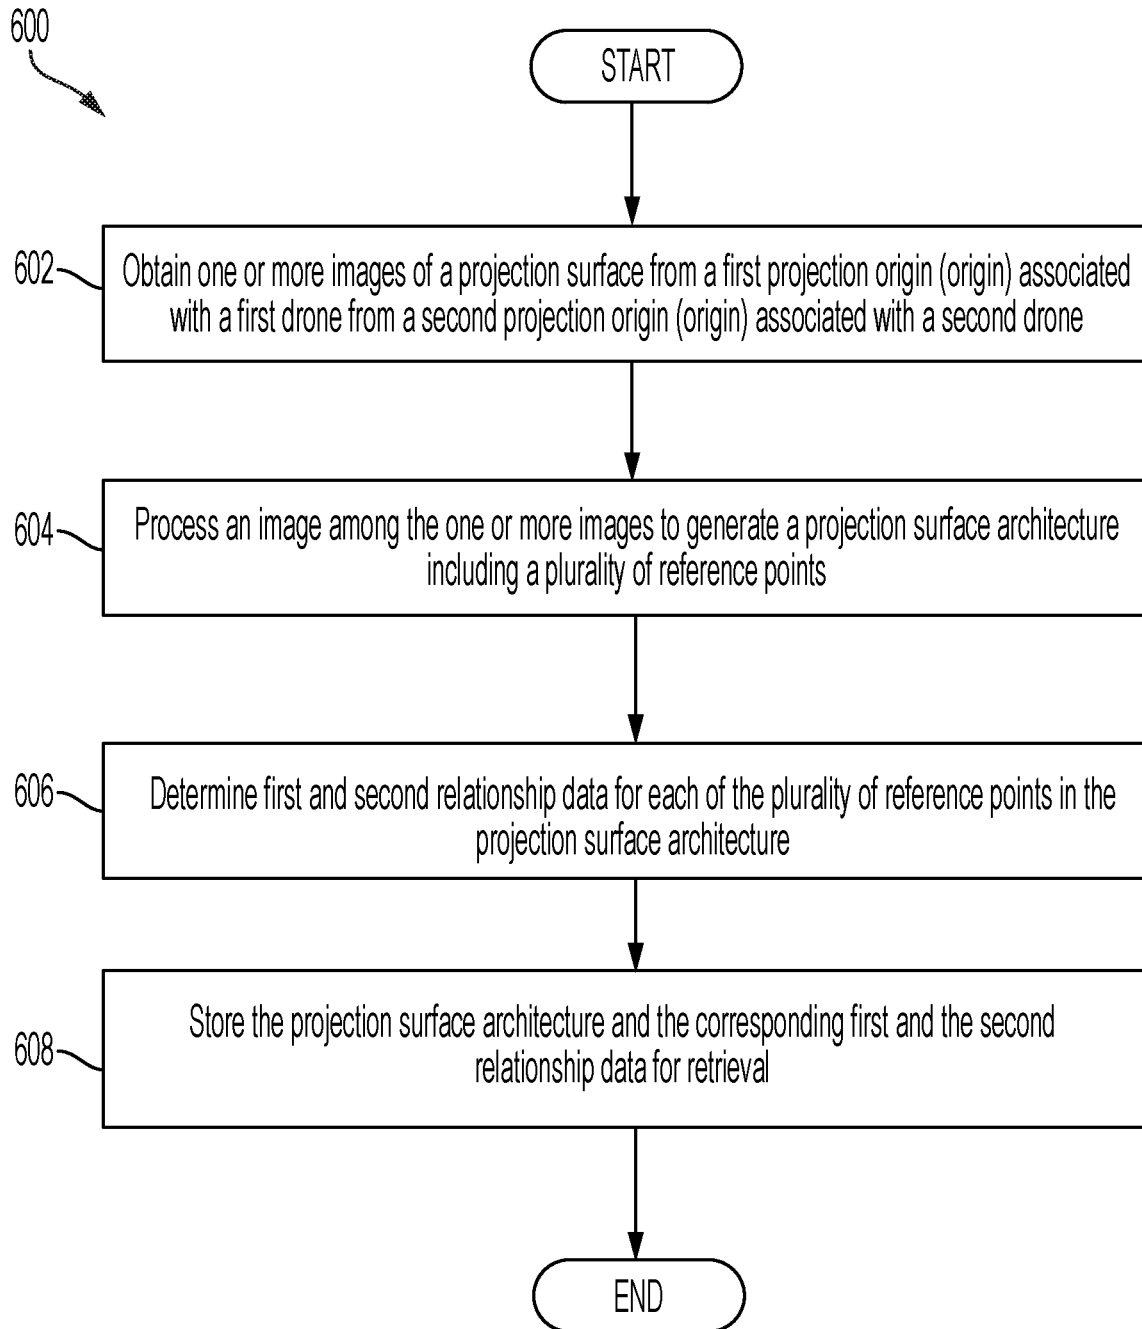 600
START
602
Obtain one or more images of a projection surface from a first projection origin (origin) associated
with a first drone from a second projection origin (origin) associated with a second drone
604
Process an image among the one or more images to generate a projection surface architecture
including a plurality of reference points
606
Determine first and second relationship data for each of the plurality of reference points in the
projection surface architecture
608
Store the projection surface architecture and the corresponding first and the second
relationship data for retrieval
END